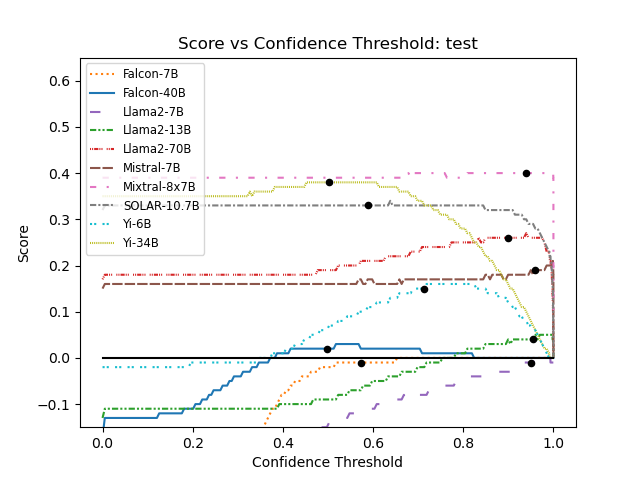 Score vs Confidence Threshold: test
Score
0.6
0.5
0.4
0.3
0.2
0.1
0.0
−0.1
Falcon-7B
Falcon-40B
Llama2-7B
Llama2-13B
Llama2-70B
Mistral-7B
Mixtral-8x7B
SOLAR-10.7B
Yi-6B
Yi-34B
0.0 0.2 0.4 0.6 0.8 1.0
Confidence Threshold